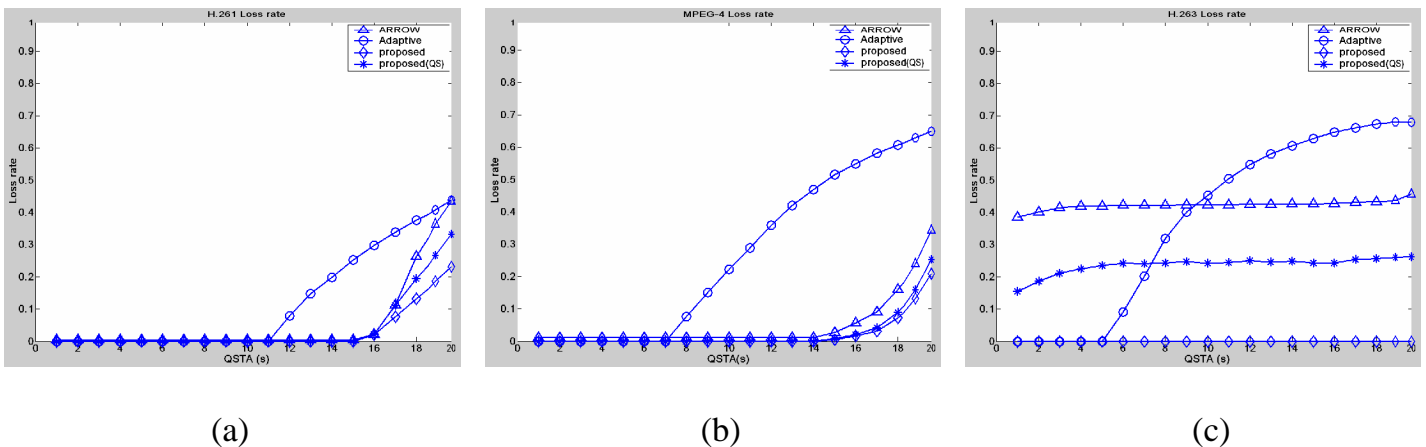 H.261 Loss rate
ARROW
Adaptive
proposed
proposed(QS)
1
0.9
0.8
0.7
0.6
0.5
0.4
0.3
0.2
0.1
0
Loss rate
0 2 4 6 8 10 12 14 16 18 20
QSTA (s)
(a)
MPEG-4 Loss rate
ARROW
Adaptive
proposed
proposed(QS)
1
0.9
0.8
0.7
0.6
0.5
0.4
0.3
0.2
0.1
0
Loss rate
0 2 4 6 8 10 12 14 16 18 20
QSTA(s)
(b)
H.263 Loss rate
ARROW
Adaptive
proposed
proposed(QS)
1
0.9
0.8
0.7
0.6
0.5
0.4
0.3
0.2
0.1
0
Loss rate
0 2 4 6 8 10 12 14 16 18 20
QSTA (s)
(c)